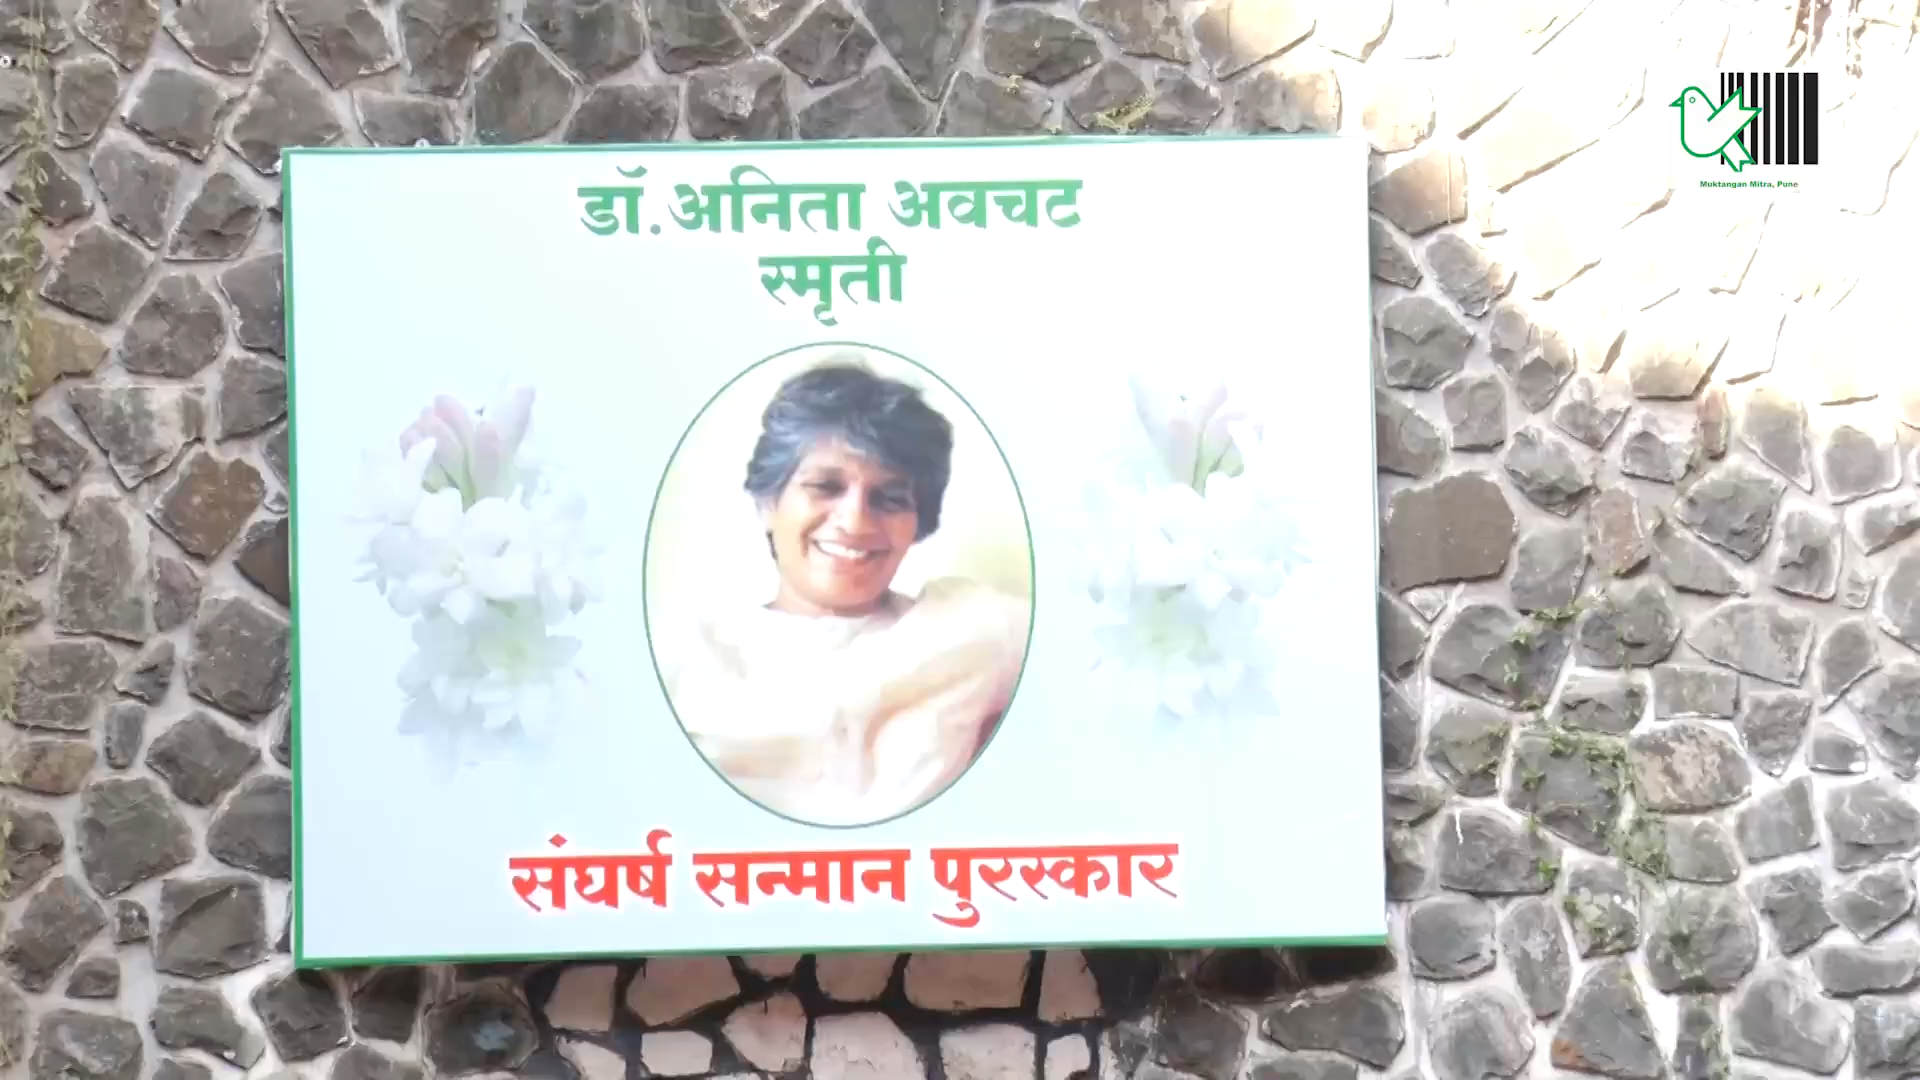 डॉ.अनिता अवचट
स्मृती
संघर्ष सन्मान पुरस्कार
Muktangan Mitra, Pune